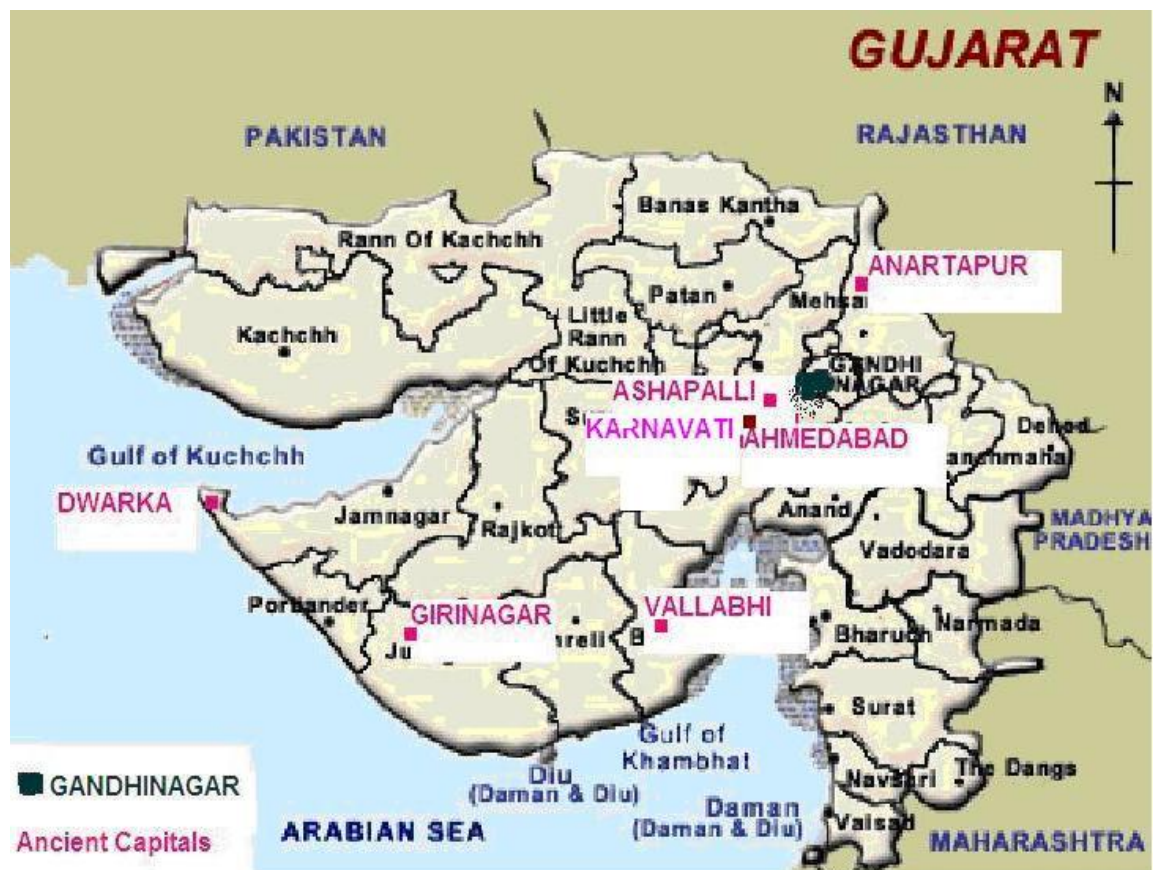 GUJARAT
N
PAKISTAN
RAJASTHAN
Banas Kantha
Rann Of Kachchh
ANARTAPUR
Patan
Mehsa
Little
Rann
Of Kuchchh
Kachchh
GANDHI
NAGAR
ASHAPALLI
KARNAVATI
AHMEDABAD
Dahod
anchmaha
Gulf of Kuchchh
DWARKA
Jamnagar
Rajkot
Anand
MADHYA
PRADESH
Vadodara
Porbander
GIRINAGAR
VALLABHI
Ju
reli
B
Bharuch
Narmada
Surat
Gulf of
Khambhat
Diu
(Daman & Diu)
Navsari
The Dangs
Daman
(Daman & Diu)
Valsad
GANDHINAGAR
Ancient Capitals
ARABIAN SEA
MAHARASHTRA